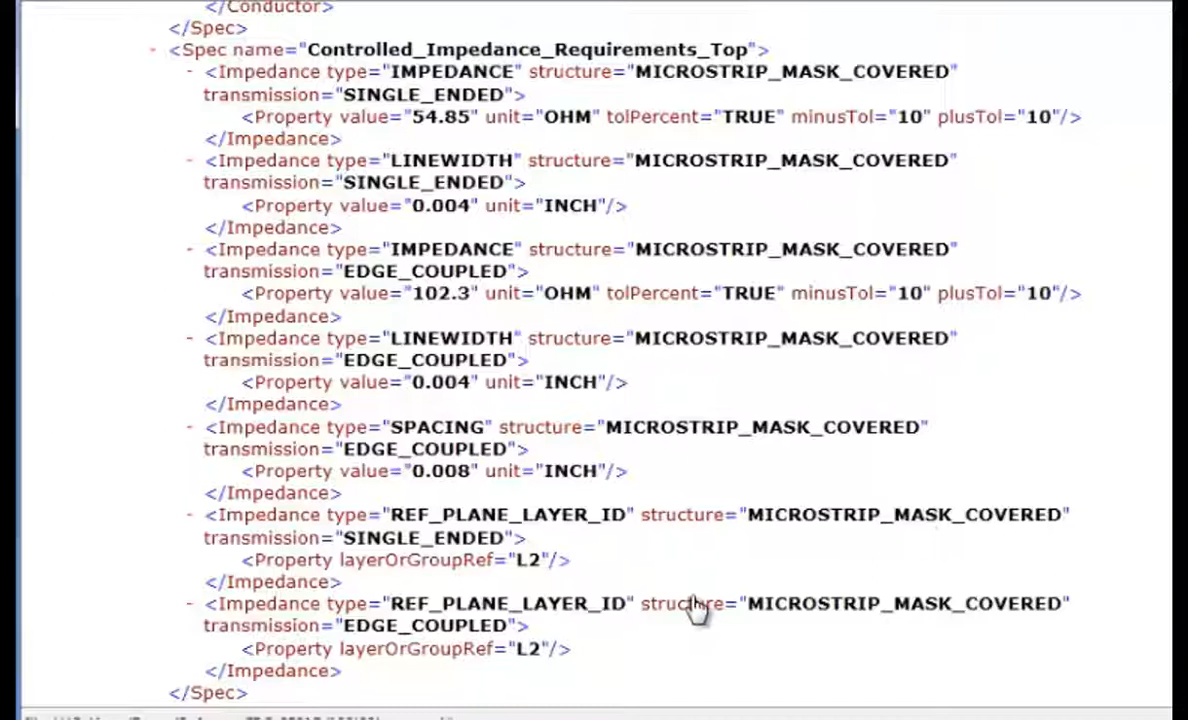 </Conductor>
</Spec>
- <Spec name="Controlled_Impedance_Requirements_Top">
- <Impedance type="IMPEDANCE" structure="MICROSTRIP_MASK_COVERED"
transmission="SINGLE_ENDED">
<Property value="54.85" unit="OHM" tolPercent="TRUE" minusTol="10" plusTol="10"/>
</Impedance>
- <Impedance type="LINEWIDTH" structure="MICROSTRIP_MASK_COVERED"
transmission="SINGLE_ENDED">
<Property value="0.004" unit="INCH"/>
</Impedance>
- <Impedance type="IMPEDANCE" structure="MICROSTRIP_MASK_COVERED"
transmission="EDGE_COUPLED">
<Property value="102.3" unit="OHM" tolPercent="TRUE" minusTol="10" plusTol="10"/>
</Impedance>
- <Impedance type="LINEWIDTH" structure="MICROSTRIP_MASK_COVERED"
transmission="EDGE_COUPLED">
<Property value="0.004" unit="INCH"/>
</Impedance>
- <Impedance type="SPACING" structure="MICROSTRIP_MASK_COVERED"
transmission="EDGE_COUPLED">
<Property value="0.008" unit="INCH"/>
</Impedance>
- <Impedance type="REF_PLANE_LAYER_ID" structure="MICROSTRIP_MASK_COVERED"
transmission="SINGLE_ENDED">
<Property layerOrGroupRef="L2"/>
</Impedance>
- <Impedance type="REF_PLANE_LAYER_ID" structure="MICROSTRIP_MASK_COVERED"
transmission="EDGE_COUPLED">
<Property layerOrGroupRef="L2"/>
</Impedance>
</Spec>